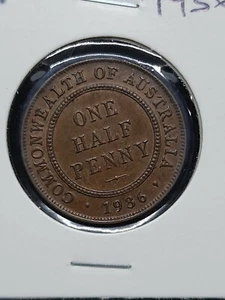 COMMONWEALTH OF AUSTRALIA
ONE
HALF
PENNY
· 1936 ·